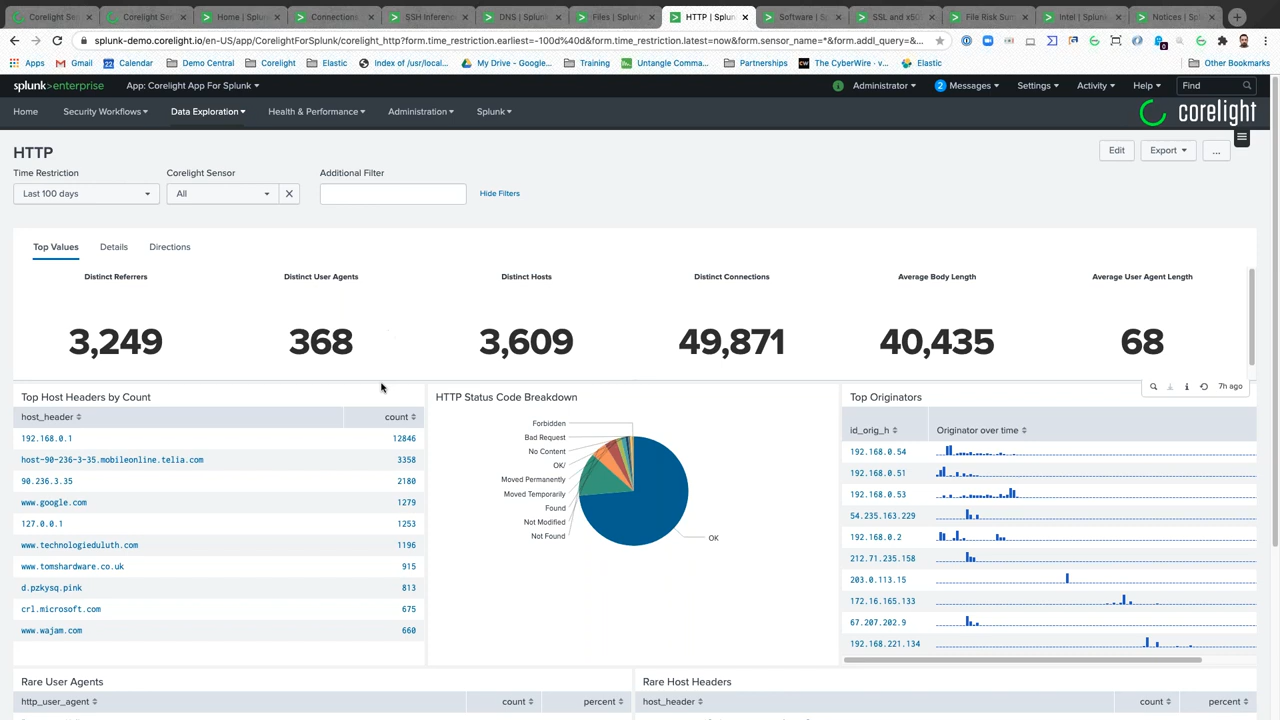 Corelight Sen
Corelight Sel
Home | Splunk
Connections
SSH Inferenc
DNS | Splunk
Files | Splunk
HTTP | Splun
Software | Sp
SSL and x50
File Risk Sum
Intel | Splunk
Notices | Spl
splunk-demo.corelight.io/en-US/app/CorelightForSplunk/corelight_http?form.time_restriction.earliest=-100d%40d&form.time_restriction.latest=now&form.sensor_name=*&form.addl_query=&...
Apps
Gmail
Calendar
Demo Central
Corelight
Elastic
Index of /usr/local...
My Drive - Google...
Training
Untangle Comma...
Partnerships
The CyberWire · v...
Elastic
Other Bookmarks
splunk>enterprise
App: Corelight App For Splunk
Administrator
2 Messages
Settings
Activity
Help
Find
Home
Security Workflows
Data Exploration
Health & Performance
Administration
Splunk
corelight
HTTP
Edit
Export
...
Time Restriction
Corelight Sensor
Additional Filter
Last 100 days
All
Hide Filters
Top Values
Details
Directions
Distinct Referrers
Distinct User Agents
Distinct Hosts
Distinct Connections
Average Body Length
Average User Agent Length
3,249
368
3,609
49,871
40,435
68
7h ago
Top Host Headers by Count
host_header
count
192.168.0.1 12846
host-90-236-3-35.mobileonline.telia.com 3358
90.236.3.35 2180
www.google.com 1279
127.0.0.1 1253
www.technologieduluth.com 1196
www.tomshardware.co.uk 915
d.pzkysq.pink 813
crl.microsoft.com 675
www.wajam.com 660
HTTP Status Code Breakdown
Forbidden
Bad Request
No Content
OK/
Moved Permanently
Moved Temporarily
Found
Not Modified
Not Found
OK
Top Originators
id_orig_h
Originator over time
192.168.0.54
192.168.0.51
192.168.0.53
54.235.163.229
192.168.0.2
212.71.235.158
203.0.113.15
172.16.165.133
67.207.202.9
192.168.221.134
Rare User Agents
http_user_agent
count
percent
Rare Host Headers
host_header
count
percent